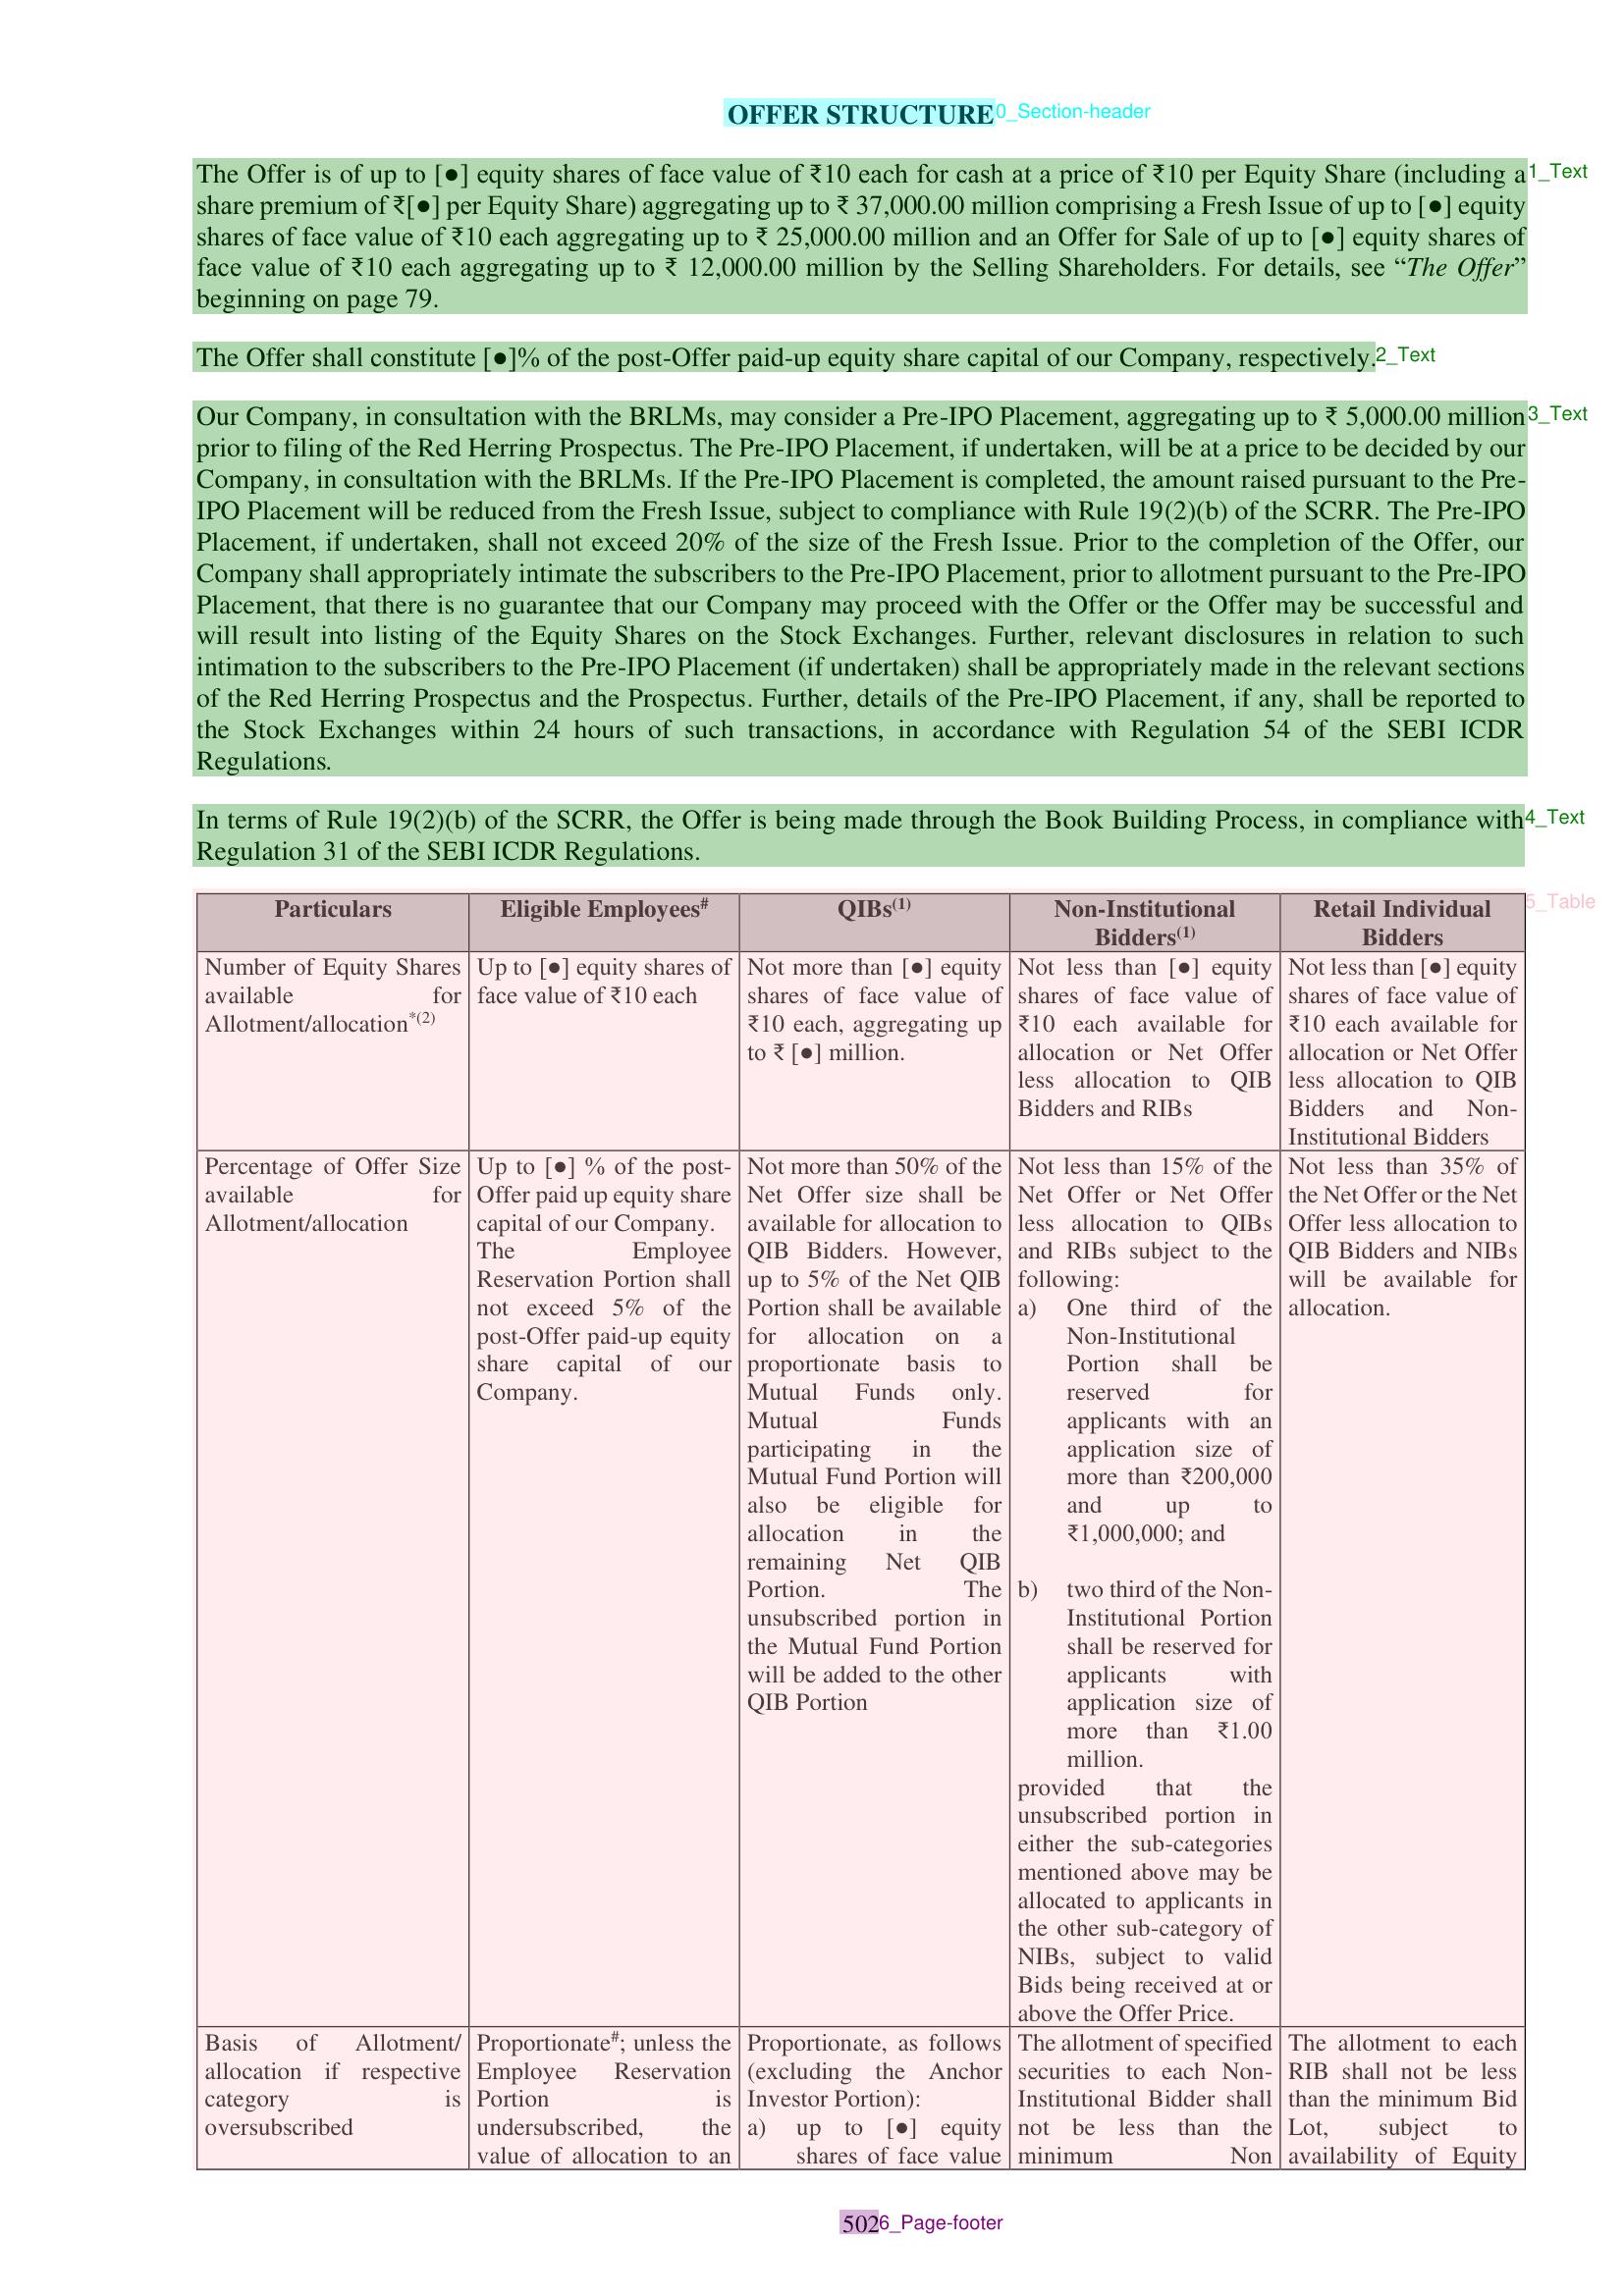 OFFER STRUCTURE
0_Section-header
The Offer is of up to [●] equity shares of face value of ₹10 each for cash at a price of ₹10 per Equity Share (including a
1_Text
share premium of ₹[●] per Equity Share) aggregating up to ₹ 37,000.00 million comprising a Fresh Issue of up to [●] equity
shares of face value of ₹10 each aggregating up to ₹ 25,000.00 million and an Offer for Sale of up to [●] equity shares of
face value of ₹10 each aggregating up to ₹ 12,000.00 million by the Selling Shareholders. For details, see “The Offer”
beginning on page 79.
The Offer shall constitute [●]% of the post-Offer paid-up equity share capital of our Company, respectively.
2_Text
Our Company, in consultation with the BRLMs, may consider a Pre-IPO Placement, aggregating up to ₹ 5,000.00 million
3_Text
prior to filing of the Red Herring Prospectus. The Pre-IPO Placement, if undertaken, will be at a price to be decided by our
Company, in consultation with the BRLMs. If the Pre-IPO Placement is completed, the amount raised pursuant to the Pre-
IPO Placement will be reduced from the Fresh Issue, subject to compliance with Rule 19(2)(b) of the SCRR. The Pre-IPO
Placement, if undertaken, shall not exceed 20% of the size of the Fresh Issue. Prior to the completion of the Offer, our
Company shall appropriately intimate the subscribers to the Pre-IPO Placement, prior to allotment pursuant to the Pre-IPO
Placement, that there is no guarantee that our Company may proceed with the Offer or the Offer may be successful and
will result into listing of the Equity Shares on the Stock Exchanges. Further, relevant disclosures in relation to such
intimation to the subscribers to the Pre-IPO Placement (if undertaken) shall be appropriately made in the relevant sections
of the Red Herring Prospectus and the Prospectus. Further, details of the Pre-IPO Placement, if any, shall be reported to
the Stock Exchanges within 24 hours of such transactions, in accordance with Regulation 54 of the SEBI ICDR
Regulations.
In terms of Rule 19(2)(b) of the SCRR, the Offer is being made through the Book Building Process, in compliance with
4_Text
Regulation 31 of the SEBI ICDR Regulations.
5_Table
Particulars
Eligible Employees#
QIBs(1)
Non-Institutional
Bidders(1)
Retail Individual
Bidders
Number of Equity Shares
available for
Allotment/allocation*(2)
Up to [●] equity shares of
face value of ₹10 each
Not more than [●] equity
shares of face value of
₹10 each, aggregating up
to ₹ [●] million.
Not less than [●] equity
shares of face value of
₹10 each available for
allocation or Net Offer
less allocation to QIB
Bidders and RIBs
Not less than [●] equity
shares of face value of
₹10 each available for
allocation or Net Offer
less allocation to QIB
Bidders and Non-
Institutional Bidders
Percentage of Offer Size
available for
Allotment/allocation
Up to [●] % of the post-
Offer paid up equity share
capital of our Company.
The Employee
Reservation Portion shall
not exceed 5% of the
post-Offer paid-up equity
share capital of our
Company.
Not more than 50% of the
Net Offer size shall be
available for allocation to
QIB Bidders. However,
up to 5% of the Net QIB
Portion shall be available
for allocation on a
proportionate basis to
Mutual Funds only.
Mutual Funds
participating in the
Mutual Fund Portion will
also be eligible for
allocation in the
remaining Net QIB
Portion. The
unsubscribed portion in
the Mutual Fund Portion
will be added to the other
QIB Portion
Not less than 15% of the
Net Offer or Net Offer
less allocation to QIBs
and RIBs subject to the
following:
a) One third of the
Non-Institutional
Portion shall be
reserved for
applicants with an
application size of
more than ₹200,000
and up to
₹1,000,000; and
b) two third of the Non-
Institutional Portion
shall be reserved for
applicants with
application size of
more than ₹1.00
million.
provided that the
unsubscribed portion in
either the sub-categories
mentioned above may be
allocated to applicants in
the other sub-category of
NIBs, subject to valid
Bids being received at or
above the Offer Price.
Not less than 35% of
the Net Offer or the Net
Offer less allocation to
QIB Bidders and NIBs
will be available for
allocation.
Basis of Allotment/
allocation if respective
category is
oversubscribed
Proportionate#; unless the
Employee Reservation
Portion is
undersubscribed, the
value of allocation to an
Proportionate, as follows
(excluding the Anchor
Investor Portion):
a) up to [●] equity
shares of face value
The allotment of specified
securities to each Non-
Institutional Bidder shall
not be less than the
minimum Non
The allotment to each
RIB shall not be less
than the minimum Bid
Lot, subject to
availability of Equity
502
6_Page-footer